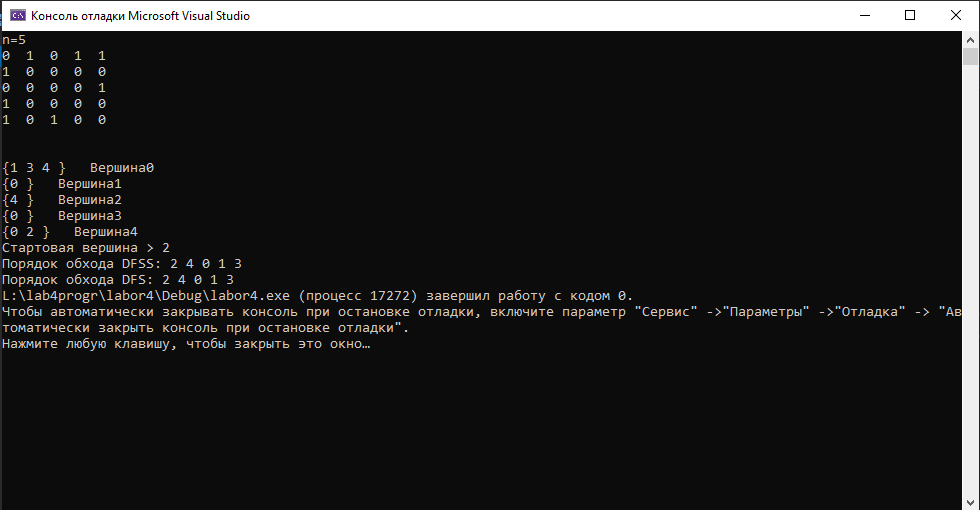 Консоль отладки Microsoft Visual Studio
n=5
0 1 0 1 1
1 0 0 0 0
0 0 0 0 1
1 0 0 0 0
1 0 1 0 0
{1 3 4 } Вершина0
{0 } Вершина1
{4 } Вершина2
{0 } Вершина3
{0 2 } Вершина4
Стартовая вершина > 2
Порядок обхода DFSS: 2 4 0 1 3
Порядок обхода DFS: 2 4 0 1 3
L:\lab4progr\labor4\Debug\labor4.exe (процесс 17272) завершил работу с кодом 0.
Чтобы автоматически закрывать консоль при остановке отладки, включите параметр "Сервис" ->"Параметры" ->"Отладка" -> "Ав
томатически закрыть консоль при остановке отладки".
Нажмите любую клавишу, чтобы закрыть это окно…